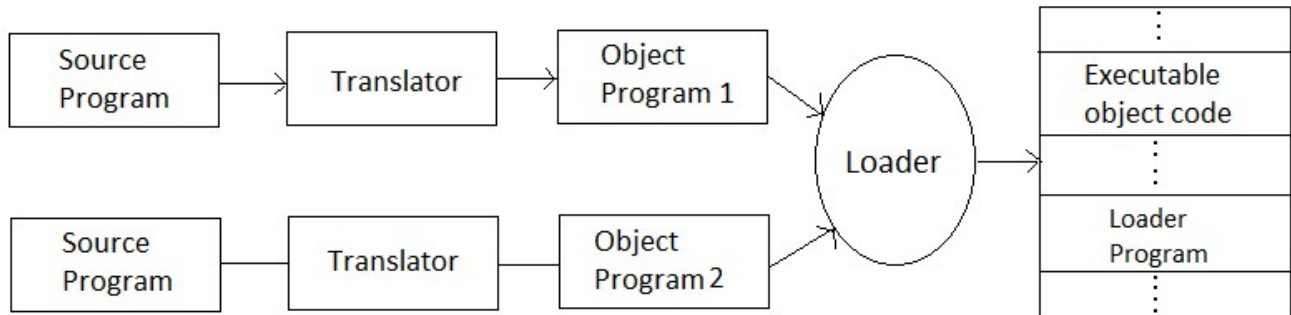 Source
Program
Translator
Object
Program 1
Loader
⋮
Executable
object code
⋮
Loader
Program
⋮
Source
Program
Translator
Object
Program 2